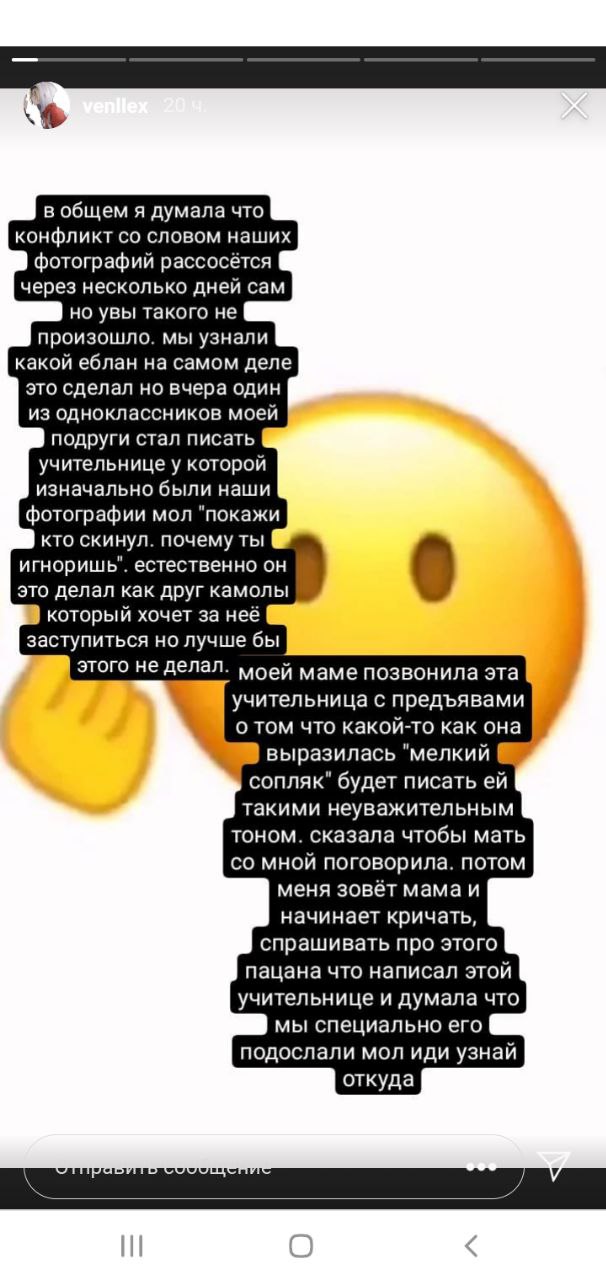 venllex 20 ч.
в общем я думала что
конфликт со словом наших
фотографий рассосётся
через несколько дней сам
но увы такого не
произошло. мы узнали
какой еблан на самом деле
это сделал но вчера один
из одноклассников моей
подруги стал писать
учительнице у которой
изначально были наши
фотографии мол "покажи
кто скинул. почему ты
игноришь". естественно он
это делал как друг камолы
который хочет за неё
заступиться но лучше бы
этого не делал.
моей маме позвонила эта
учительница с предъявами
о том что какой-то как она
выразилась "мелкий
сопляк" будет писать ей
такими неуважительным
тоном. сказала чтобы мать
со мной поговорила. потом
меня зовёт мама и
начинает кричать,
спрашивать про этого
пацана что написал этой
учительнице и думала что
мы специально его
подослали мол иди узнай
откуда
Отправить сообщение